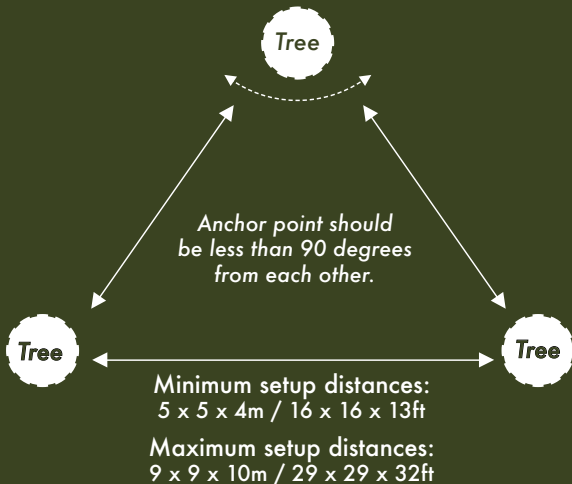 Tree
Anchor point should
be less than 90 degrees
from each other.
Tree
Tree
Minimum setup distances:
5 x 5 x 4m / 16 x 16 x 13ft
Maximum setup distances:
9 x 9 x 10m / 29 x 29 x 32ft